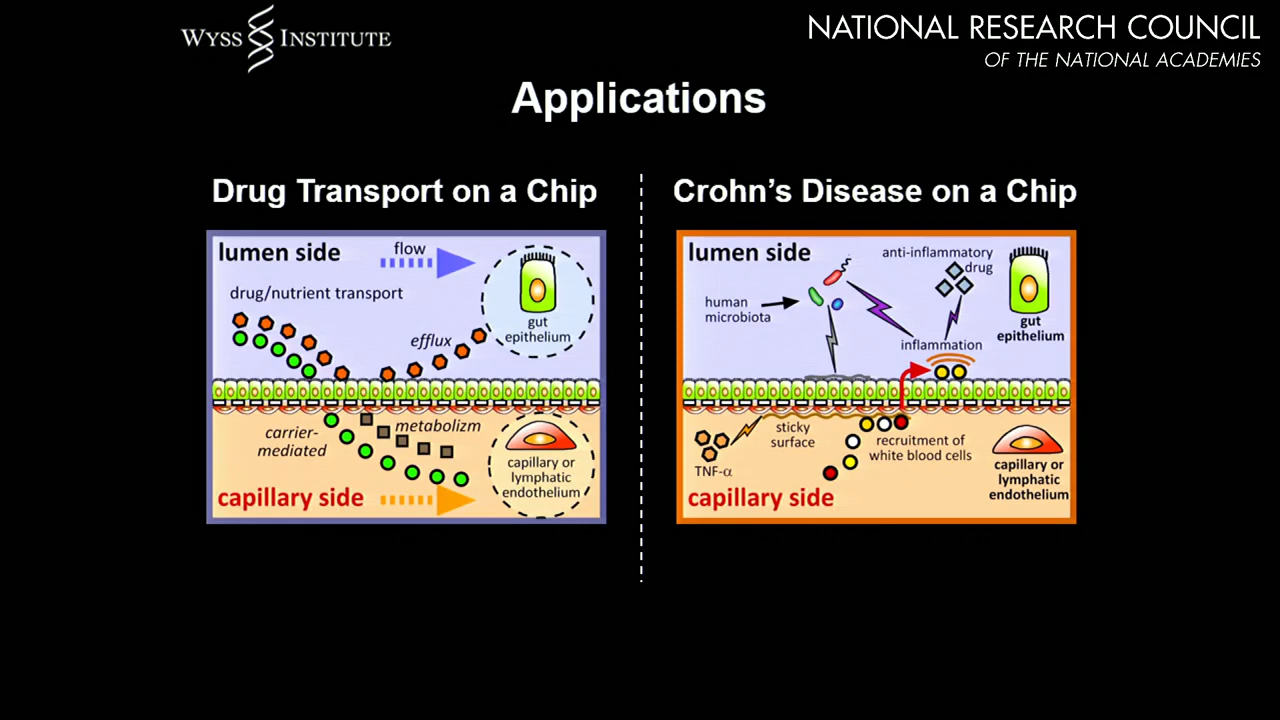 WYSS INSTITUTE
NATIONAL RESEARCH COUNCIL
OF THE NATIONAL ACADEMIES
Applications
Drug Transport on a Chip
lumen side
flow
drug/nutrient transport
efflux
gut
epithelium
carrier-
mediated
metabolizm
capillary or
lymphatic
endothelium
capillary side
Crohn’s Disease on a Chip
lumen side
anti-inflammatory
drug
human
microbiota
inflammation
gut
epithelium
sticky
surface
recruitment of
white blood cells
TNF-α
capillary or
lymphatic
endothelium
capillary side